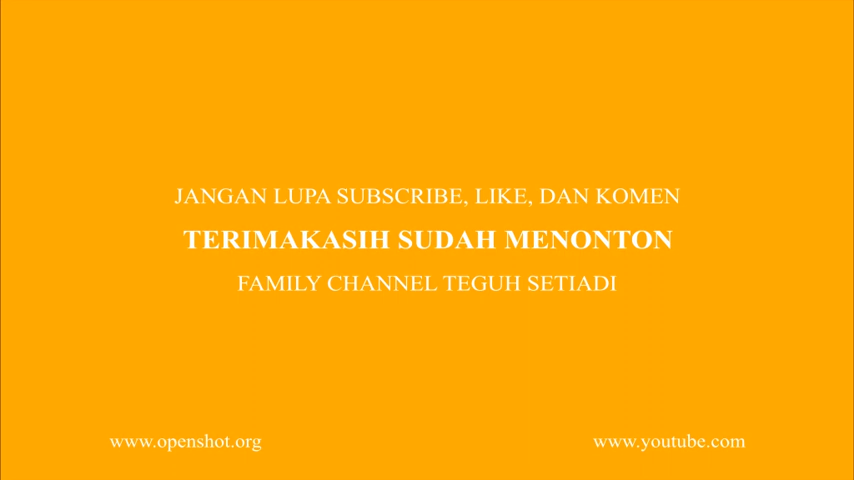 JANGAN LUPA SUBSCRIBE, LIKE, DAN KOMEN
TERIMAKASIH SUDAH MENONTON
FAMILY CHANNEL TEGUH SETIADI
www.openshot.org
www.youtube.com